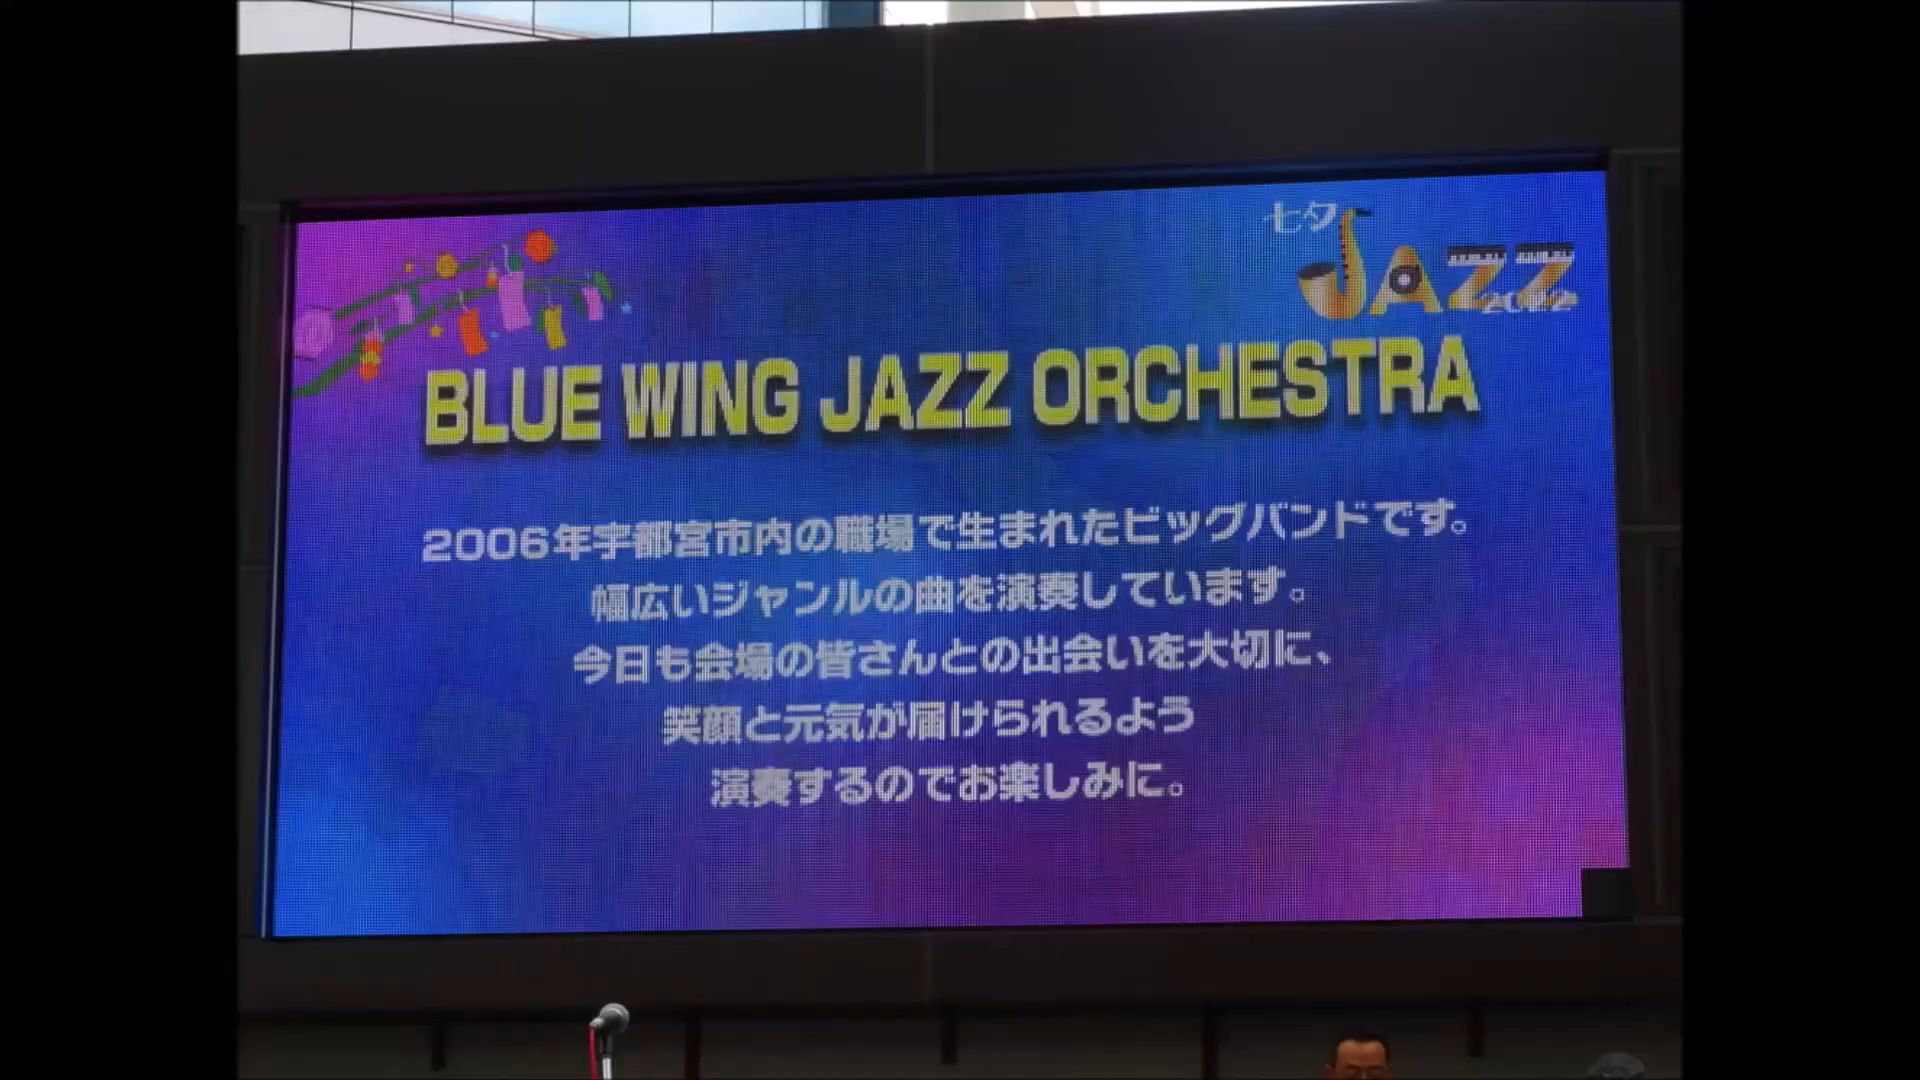 七夕
JAZZ
2022
BLUE WING JAZZ ORCHESTRA
2006年宇都宮市内の職場で生まれたビッグバンドです。
幅広いジャンルの曲を演奏しています。
今日も会場の皆さんとの出会いを大切に、
笑顔と元気が届けられるよう
演奏するのでお楽しみに。